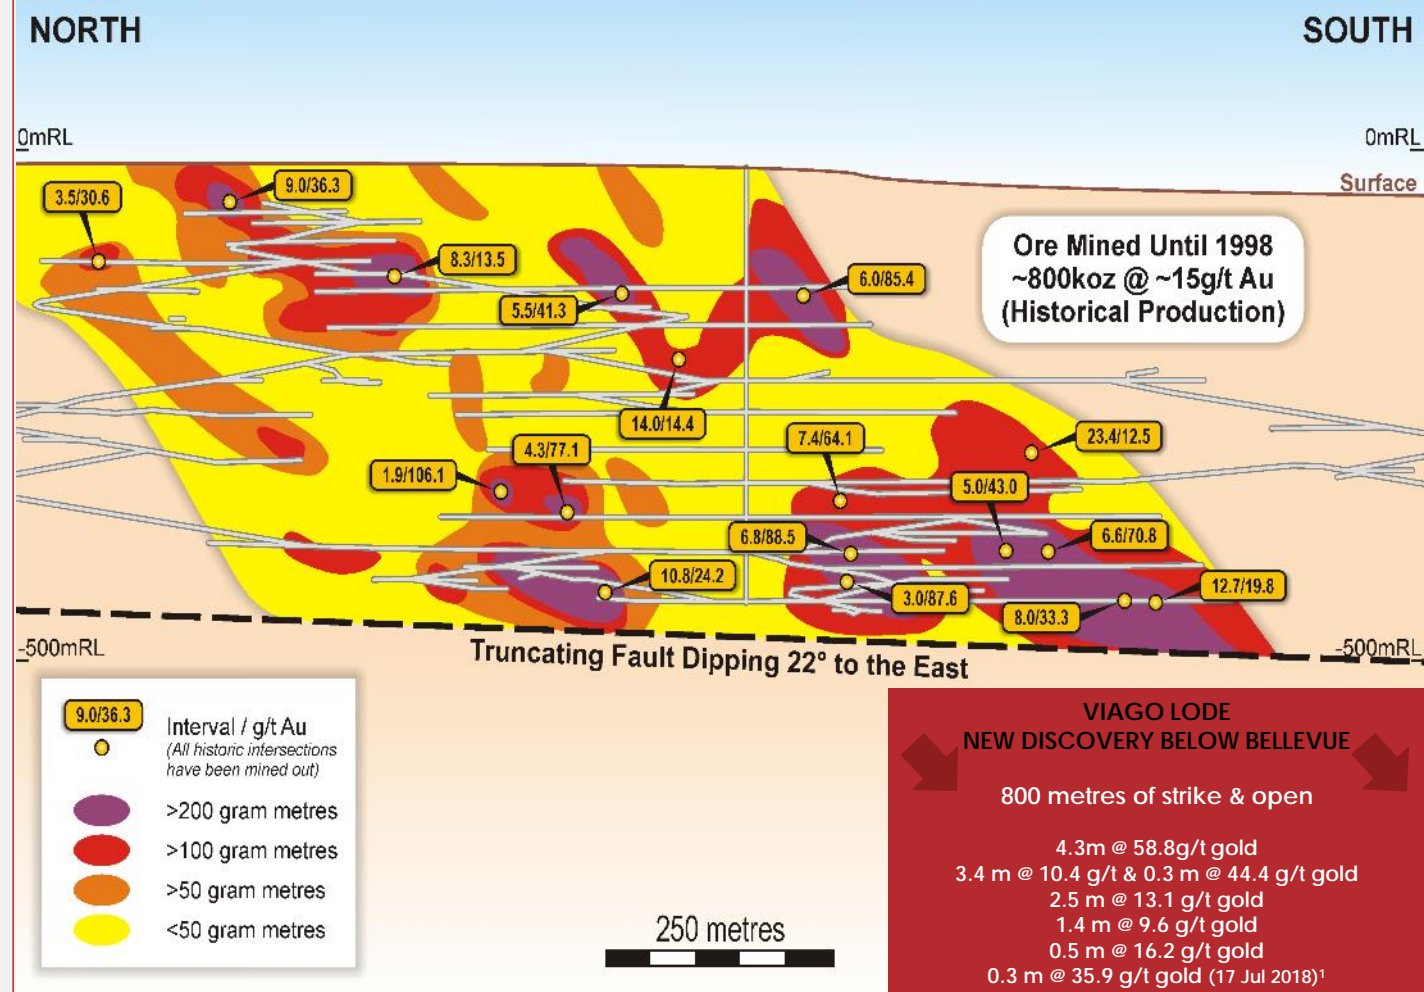 NORTH
SOUTH
0mRL
0mRL
Surface
3.5/30.6
9.0/36.3
8.3/13.5
5.5/41.3
6.0/85.4
Ore Mined Until 1998
~800koz @ ~15g/t Au
(Historical Production)
14.0/14.4
7.4/64.1
23.4/12.5
4.3/77.1
1.9/106.1
5.0/43.0
6.8/88.5
6.6/70.8
10.8/24.2
3.0/87.6
12.7/19.8
8.0/33.3
-500mRL
-500mRL
Truncating Fault Dipping 22° to the East
9.0/36.3
Interval / g/t Au
(All historic intersections
have been mined out)
>200 gram metres
>100 gram metres
>50 gram metres
<50 gram metres
250 metres
VIAGO LODE
NEW DISCOVERY BELOW BELLEVUE
800 metres of strike & open
4.3m @ 58.8g/t gold
3.4 m @ 10.4 g/t & 0.3 m @ 44.4 g/t gold
2.5 m @ 13.1 g/t gold
1.4 m @ 9.6 g/t gold
0.5 m @ 16.2 g/t gold
0.3 m @ 35.9 g/t gold (17 Jul 2018)¹